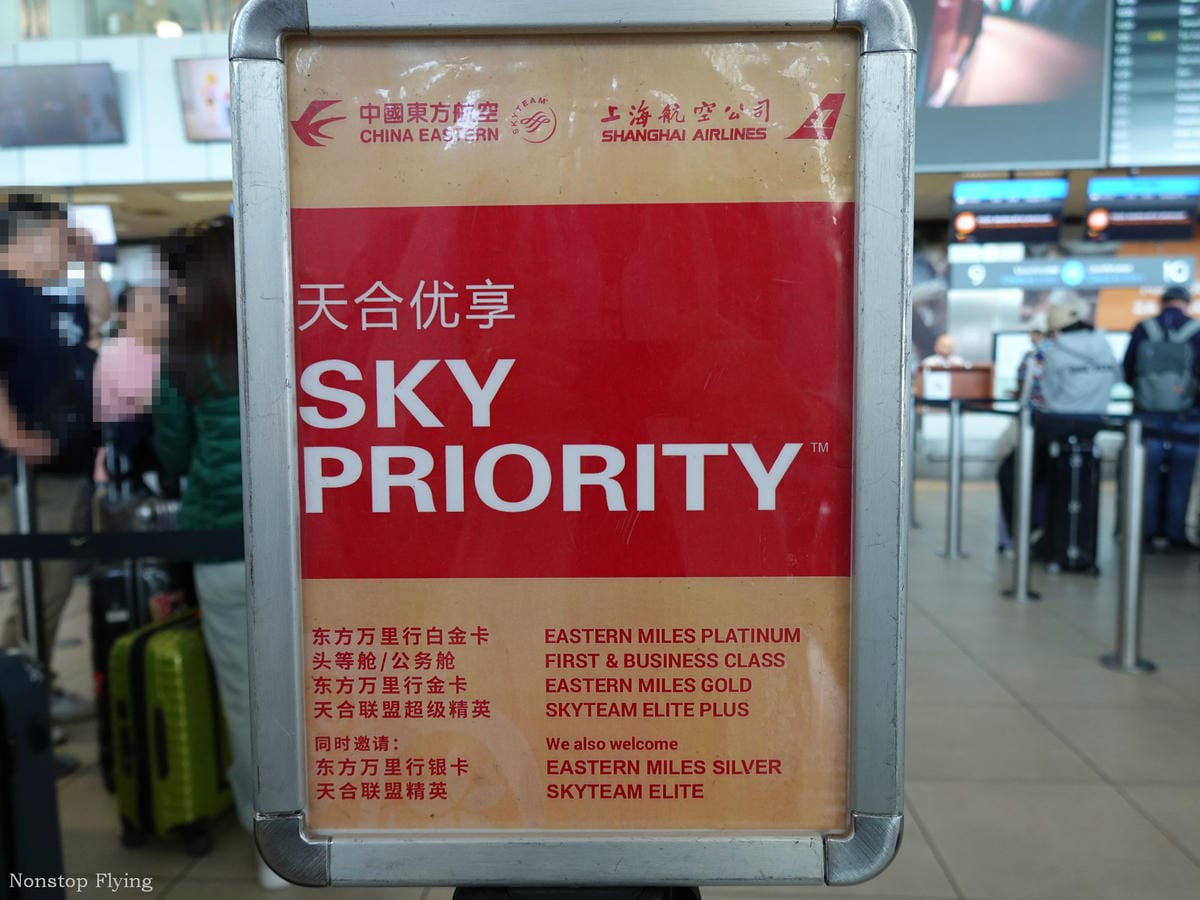 中國東方航空
CHINA EASTERN
SKYTEAM
上海航空公司
SHANGHAI AIRLINES
天合优享
SKY
PRIORITY™
东方万里行白金卡 EASTERN MILES PLATINUM
头等舱/公务舱 FIRST & BUSINESS CLASS
东方万里行金卡 EASTERN MILES GOLD
天合联盟超级精英 SKYTEAM ELITE PLUS
同时邀请： We also welcome
东方万里行银卡 EASTERN MILES SILVER
天合联盟精英 SKYTEAM ELITE
9
10
Nonstop Flying